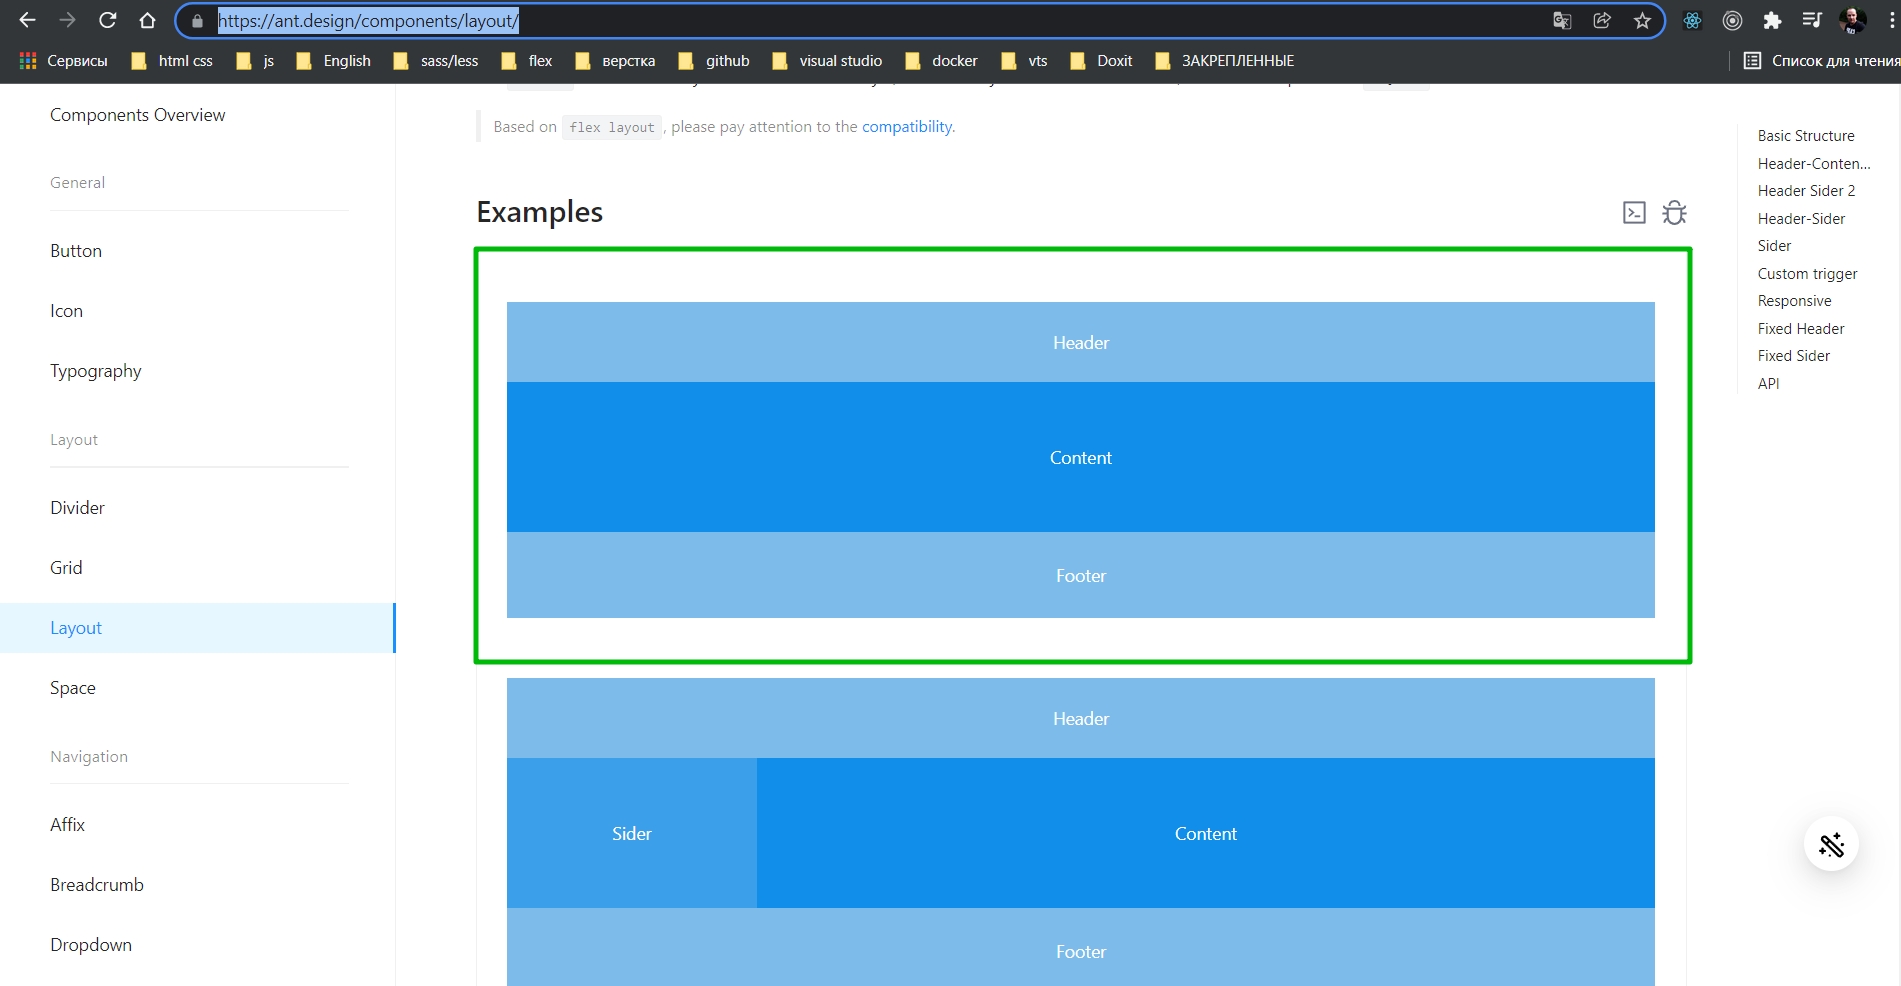 https://ant.design/components/layout/
Сервисы html css js English sass/less flex верстка github visual studio docker vts Doxit ЗАКРЕПЛЕННЫЕ Список для чтения
Components Overview
General
Button
Icon
Typography
Layout
Divider
Grid
Layout
Space
Navigation
Affix
Breadcrumb
Dropdown
Based on flex layout, please pay attention to the compatibility.
Examples
Header
Content
Footer
Header
Sider Content
Footer
Basic Structure
Header-Conten...
Header Sider 2
Header-Sider
Sider
Custom trigger
Responsive
Fixed Header
Fixed Sider
API